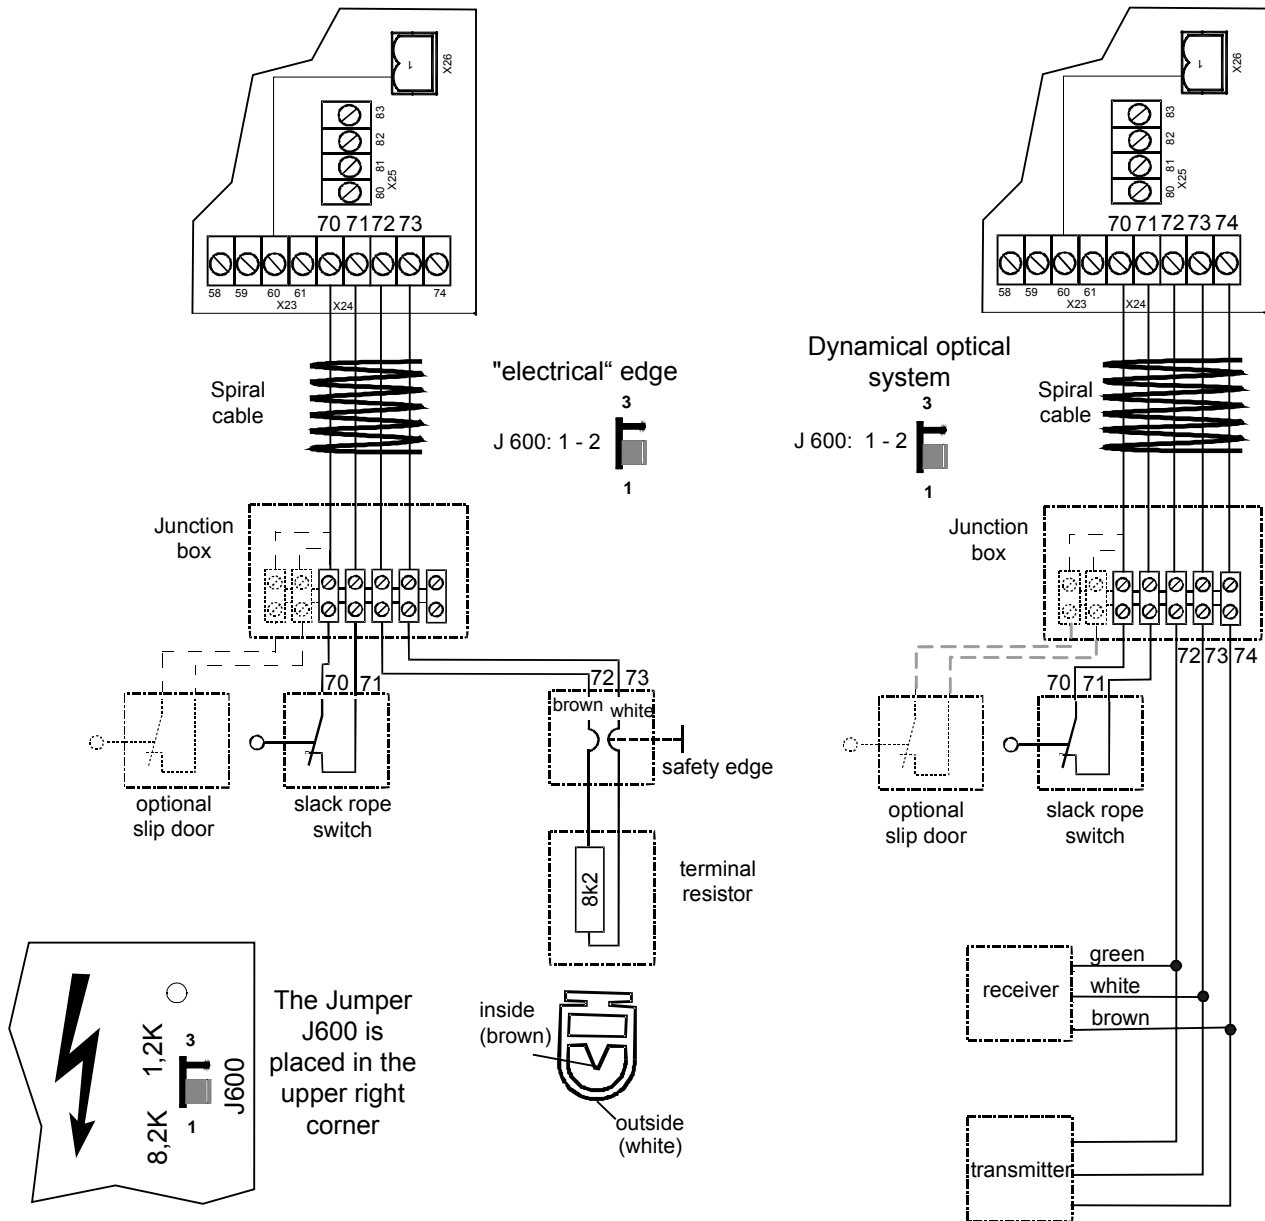 1
X26
83
82
81
80
X25
70 71 72 73
58
59
60
61
74
X23
X24
Spiral
cable
"electrical“ edge
3
J 600: 1 - 2
1
Junction
box
70 71
72 73
brown
white
safety edge
optional
slip door
slack rope
switch
8k2
terminal
resistor
inside
(brown)
outside
(white)
1,2K
8,2K
3
1
J600
The Jumper
J600 is
placed in the
upper right
corner
1
X26
83
82
81
80
X25
70 71 72 73 74
58
59
60
61
X23
X24
Dynamical optical
system
3
J 600: 1 - 2
1
Spiral
cable
Junction
box
72 73 74
70 71
optional
slip door
slack rope
switch
receiver
green
white
brown
transmitter